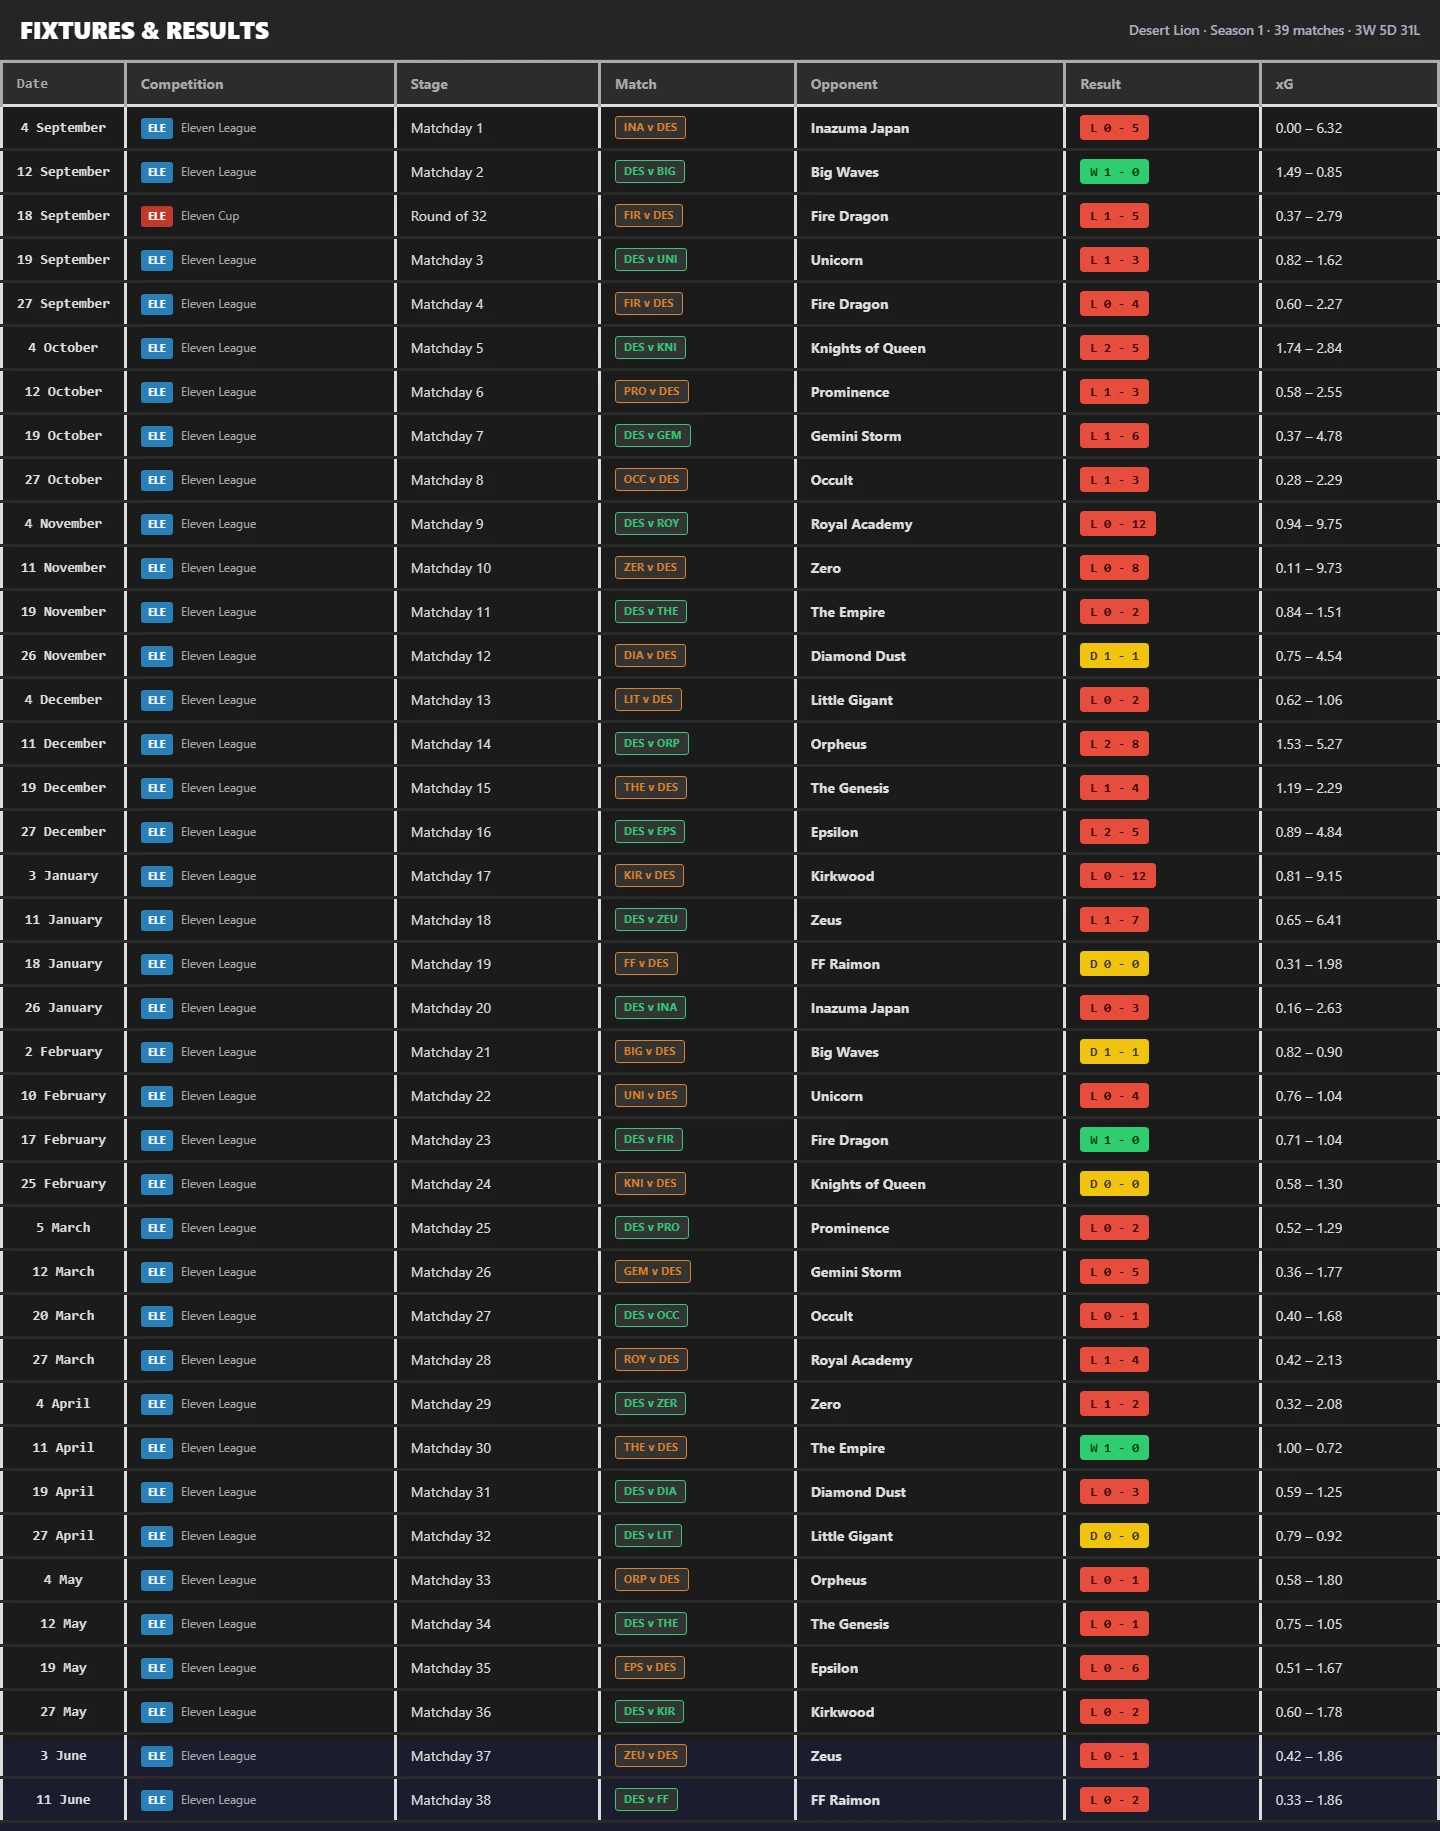 FIXTURES & RESULTS Desert Lion · Season 1 · 39 matches · 3W 5D 31L
Date Competition Stage Match Opponent Result xG
4 September ELE Eleven League Matchday 1 INA v DES Inazuma Japan L 0 - 5 0.00 – 6.32
12 September ELE Eleven League Matchday 2 DES v BIG Big Waves W 1 - 0 1.49 – 0.85
18 September ELE Eleven Cup Round of 32 FIR v DES Fire Dragon L 1 - 5 0.37 – 2.79
19 September ELE Eleven League Matchday 3 DES v UNI Unicorn L 1 - 3 0.82 – 1.62
27 September ELE Eleven League Matchday 4 FIR v DES Fire Dragon L 0 - 4 0.60 – 2.27
4 October ELE Eleven League Matchday 5 DES v KNI Knights of Queen L 2 - 5 1.74 – 2.84
12 October ELE Eleven League Matchday 6 PRO v DES Prominence L 1 - 3 0.58 – 2.55
19 October ELE Eleven League Matchday 7 DES v GEM Gemini Storm L 1 - 6 0.37 – 4.78
27 October ELE Eleven League Matchday 8 OCC v DES Occult L 1 - 3 0.28 – 2.29
4 November ELE Eleven League Matchday 9 DES v ROY Royal Academy L 0 - 12 0.94 – 9.75
11 November ELE Eleven League Matchday 10 ZER v DES Zero L 0 - 8 0.11 – 9.73
19 November ELE Eleven League Matchday 11 DES v THE The Empire L 0 - 2 0.84 – 1.51
26 November ELE Eleven League Matchday 12 DIA v DES Diamond Dust D 1 - 1 0.75 – 4.54
4 December ELE Eleven League Matchday 13 LIT v DES Little Gigant L 0 - 2 0.62 – 1.06
11 December ELE Eleven League Matchday 14 DES v ORP Orpheus L 2 - 8 1.53 – 5.27
19 December ELE Eleven League Matchday 15 THE v DES The Genesis L 1 - 4 1.19 – 2.29
27 December ELE Eleven League Matchday 16 DES v EPS Epsilon L 2 - 5 0.89 – 4.84
3 January ELE Eleven League Matchday 17 KIR v DES Kirkwood L 0 - 12 0.81 – 9.15
11 January ELE Eleven League Matchday 18 DES v ZEU Zeus L 1 - 7 0.65 – 6.41
18 January ELE Eleven League Matchday 19 FF v DES FF Raimon D 0 - 0 0.31 – 1.98
26 January ELE Eleven League Matchday 20 DES v INA Inazuma Japan L 0 - 3 0.16 – 2.63
2 February ELE Eleven League Matchday 21 BIG v DES Big Waves D 1 - 1 0.82 – 0.90
10 February ELE Eleven League Matchday 22 UNI v DES Unicorn L 0 - 4 0.76 – 1.04
17 February ELE Eleven League Matchday 23 DES v FIR Fire Dragon W 1 - 0 0.71 – 1.04
25 February ELE Eleven League Matchday 24 KNI v DES Knights of Queen D 0 - 0 0.58 – 1.30
5 March ELE Eleven League Matchday 25 DES v PRO Prominence L 0 - 2 0.52 – 1.29
12 March ELE Eleven League Matchday 26 GEM v DES Gemini Storm L 0 - 5 0.36 – 1.77
20 March ELE Eleven League Matchday 27 DES v OCC Occult L 0 - 1 0.40 – 1.68
27 March ELE Eleven League Matchday 28 ROY v DES Royal Academy L 1 - 4 0.42 – 2.13
4 April ELE Eleven League Matchday 29 DES v ZER Zero L 1 - 2 0.32 – 2.08
11 April ELE Eleven League Matchday 30 THE v DES The Empire W 1 - 0 1.00 – 0.72
19 April ELE Eleven League Matchday 31 DES v DIA Diamond Dust L 0 - 3 0.59 – 1.25
27 April ELE Eleven League Matchday 32 DES v LIT Little Gigant D 0 - 0 0.79 – 0.92
4 May ELE Eleven League Matchday 33 ORP v DES Orpheus L 0 - 1 0.58 – 1.80
12 May ELE Eleven League Matchday 34 DES v THE The Genesis L 0 - 1 0.75 – 1.05
19 May ELE Eleven League Matchday 35 EPS v DES Epsilon L 0 - 6 0.51 – 1.67
27 May ELE Eleven League Matchday 36 DES v KIR Kirkwood L 0 - 2 0.60 – 1.78
3 June ELE Eleven League Matchday 37 ZEU v DES Zeus L 0 - 1 0.42 – 1.86
11 June ELE Eleven League Matchday 38 DES v FF FF Raimon L 0 - 2 0.33 – 1.86